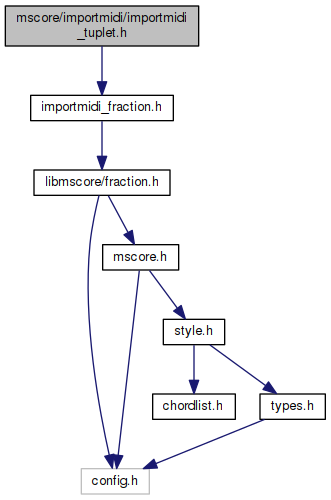 mscore/importmidi/importmidi
_tuplet.h
importmidi_fraction.h
libmscore/fraction.h
mscore.h
style.h
chordlist.h
types.h
config.h